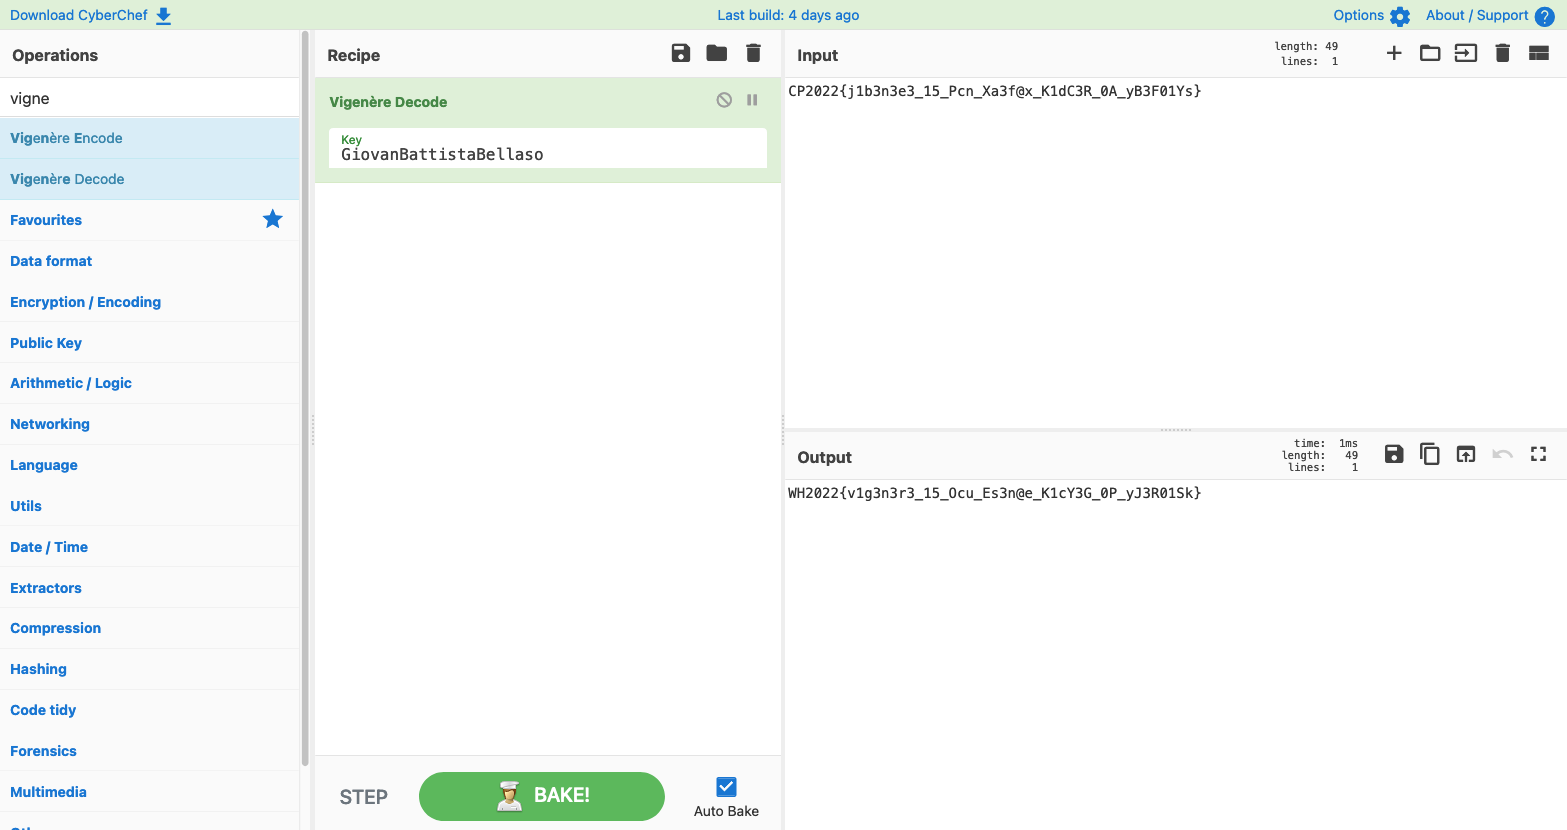 Download CyberChef
Last build: 4 days ago
Options
About / Support
?
Operations
vigne
Vigenère Encode
Vigenère Decode
Favourites
Data format
Encryption / Encoding
Public Key
Arithmetic / Logic
Networking
Language
Utils
Date / Time
Extractors
Compression
Hashing
Code tidy
Forensics
Multimedia
Recipe
Vigenère Decode
Key
GiovanBattistaBellaso
STEP
BAKE!
Auto Bake
Input
length: 49
lines: 1
CP2022{j1b3n3e3_15_Pcn_Xa3f@x_K1dC3R_0A_yB3F01Ys}
Output
time: 1ms
length: 49
lines: 1
WH2022{v1g3n3r3_15_Ocu_Es3n@e_K1cY3G_0P_yJ3R01Sk}